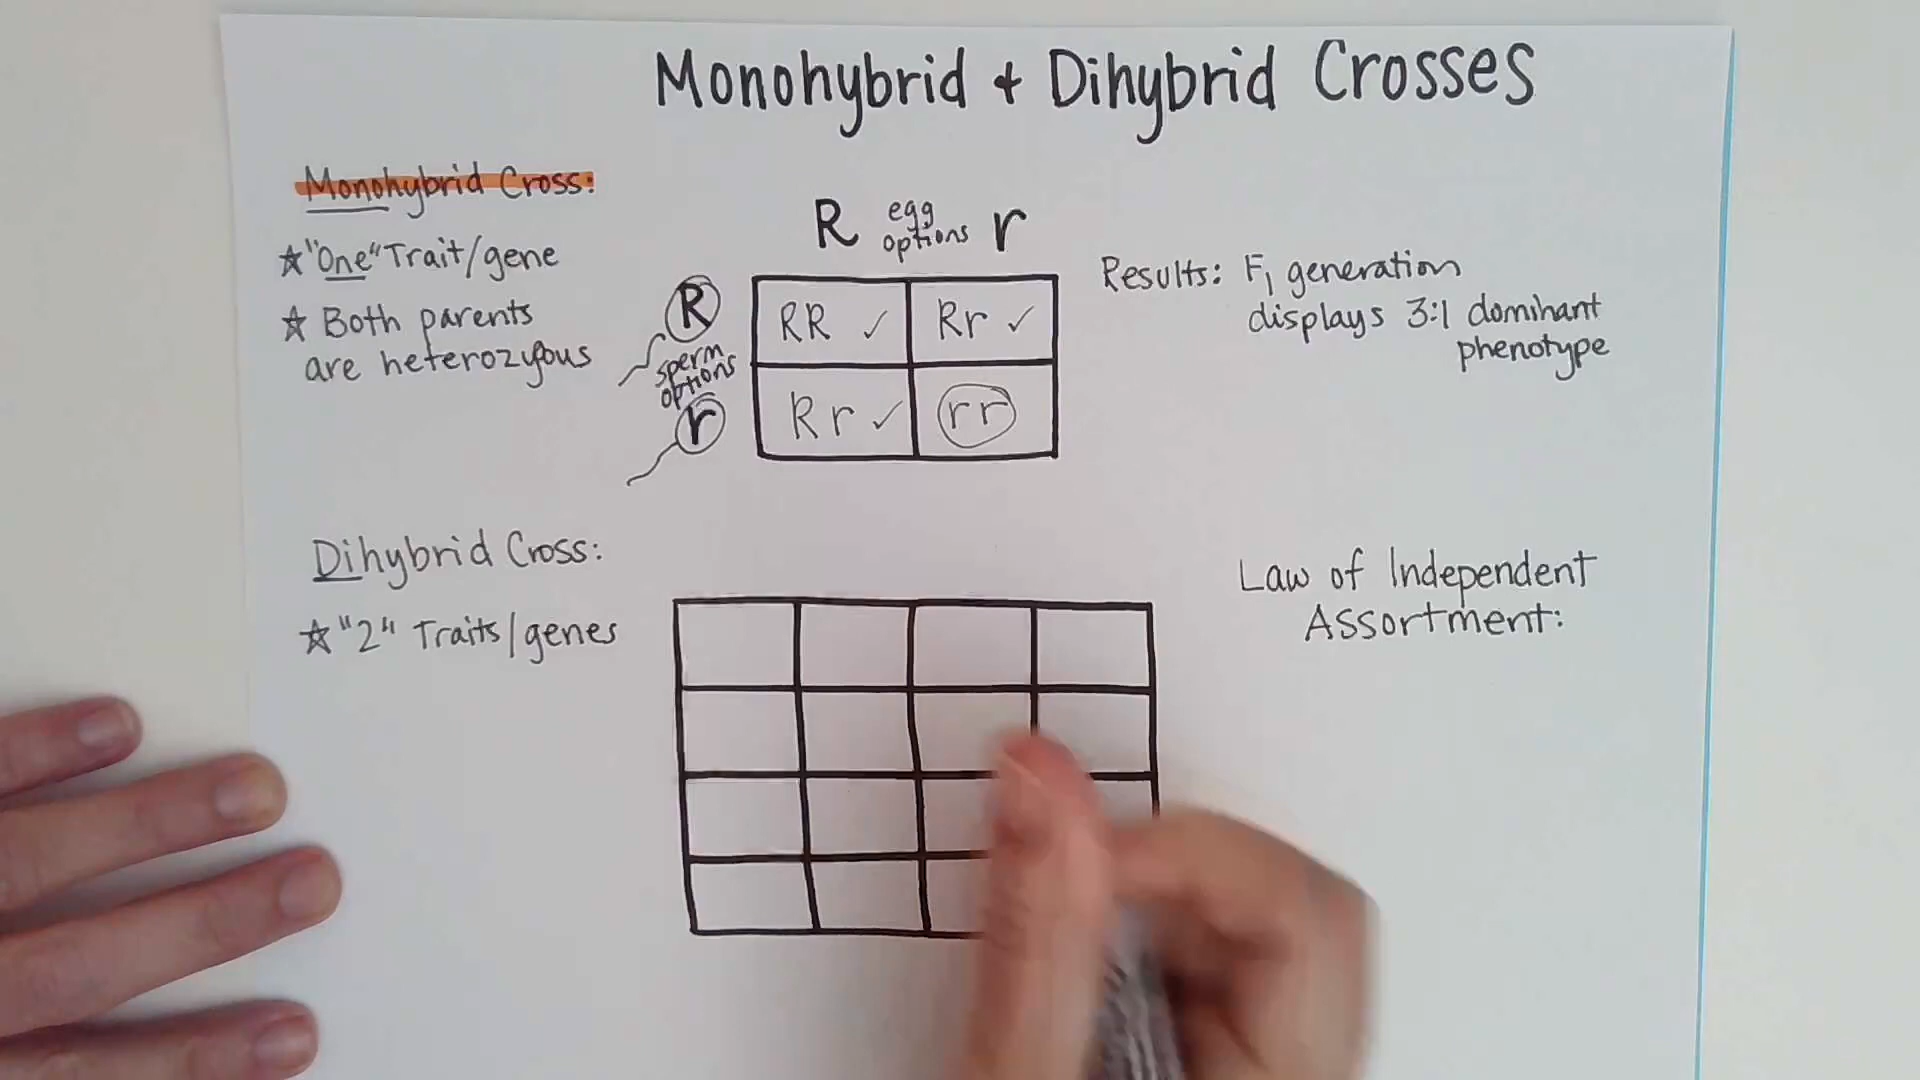 Monohybrid + Dihybrid Crosses
Monohybrid Cross:
☆ "One" Trait/gene
☆ Both parents
are heterozygous
R egg options r
R
sperm
options
r
RR ✓ Rr ✓
Rr ✓ rr
Results: F₁ generation
displays 3:1 dominant
phenotype
Dihybrid Cross:
☆ "2" Traits/genes
Law of Independent
Assortment: